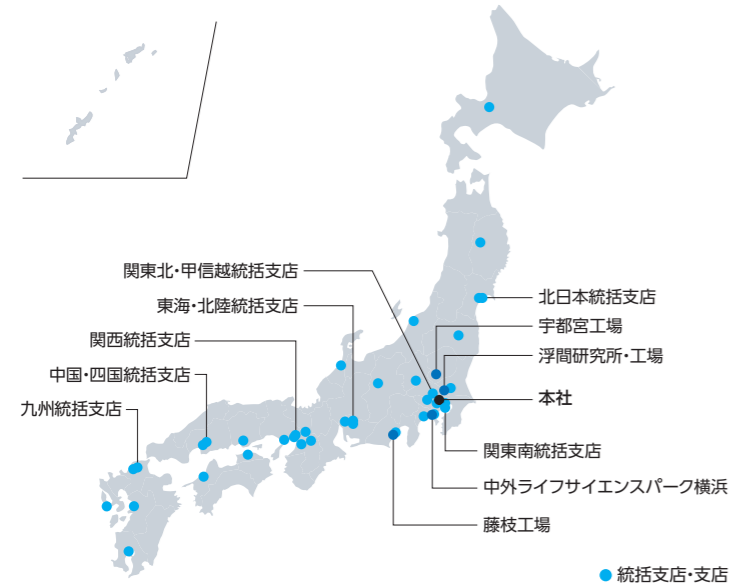 関東北・甲信越統括支店
東海・北陸統括支店
関西統括支店
中国・四国統括支店
九州統括支店
北日本統括支店
宇都宮工場
浮間研究所・工場
本社
関東南統括支店
中外ライフサイエンスパーク横浜
藤枝工場
統括支店・支店